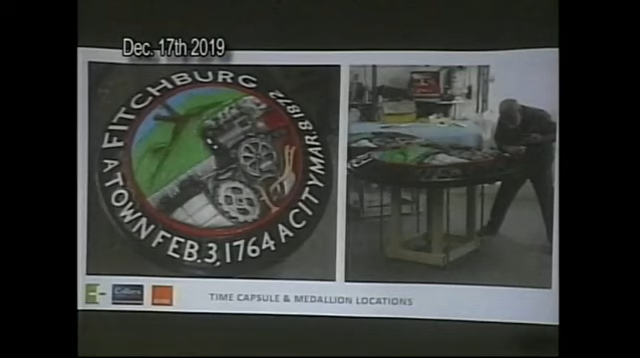 Dec. 17th 2019
FITCHBURG
A TOWN FEB. 3, 1764 A CITY MAR. 8 1872
Colliers
TIME CAPSULE & MEDALLION LOCATIONS